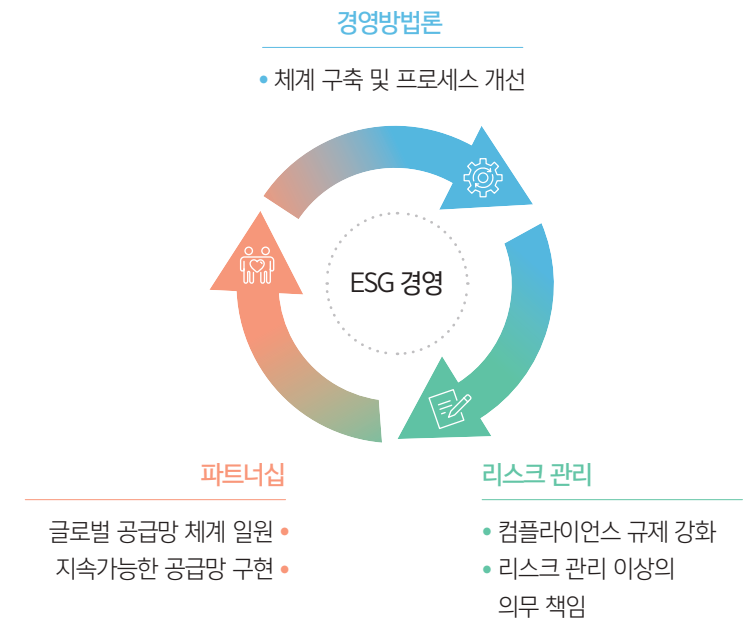 경영방법론
• 체계 구축 및 프로세스 개선
ESG 경영
파트너십
글로벌 공급망 체계 일원 •
지속가능한 공급망 구현 •
리스크 관리
• 컴플라이언스 규제 강화
• 리스크 관리 이상의
의무 책임